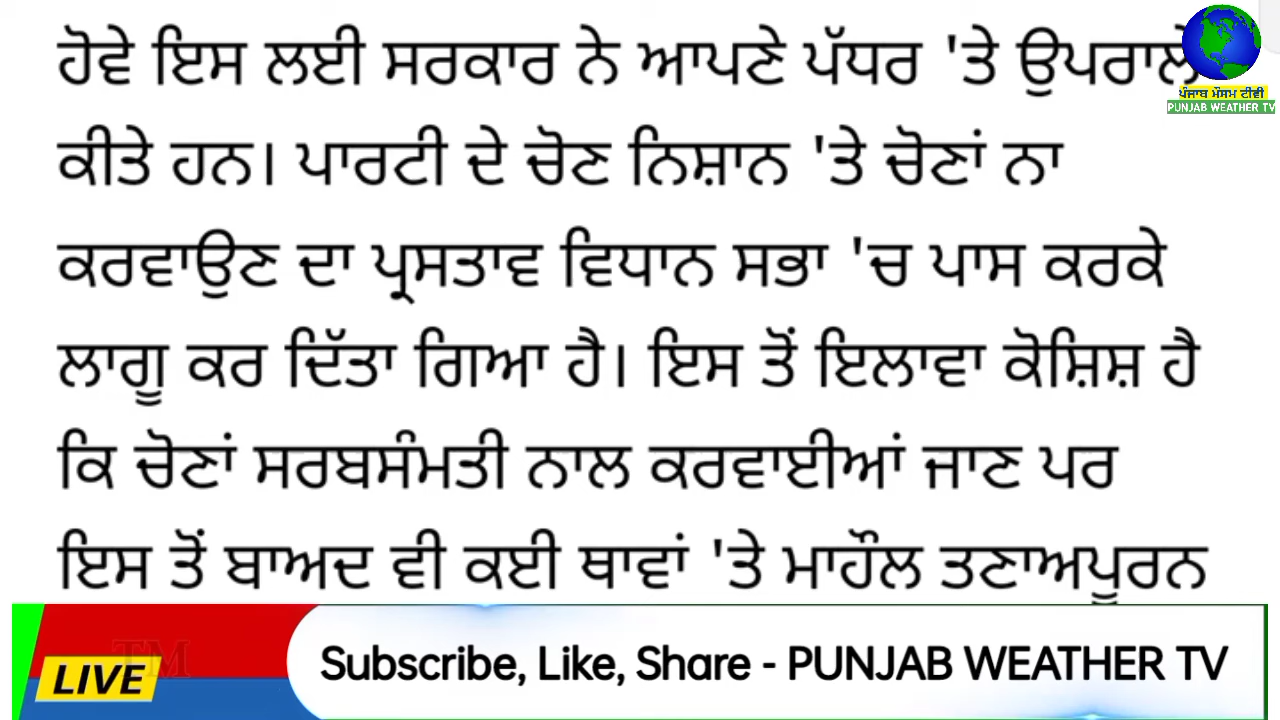 ਹੋਵੇ ਇਸ ਲਈ ਸਰਕਾਰ ਨੇ ਆਪਣੇ ਪੱਧਰ 'ਤੇ ਉਪਰਾਲੇ
ਪੰਜਾਬ ਮੌਸਮ ਟੀਵੀ
PUNJAB WEATHER TV
ਕੀਤੇ ਹਨ। ਪਾਰਟੀ ਦੇ ਚੋਣ ਨਿਸ਼ਾਨ 'ਤੇ ਚੋਣਾਂ ਨਾ
ਕਰਵਾਉਣ ਦਾ ਪ੍ਰਸਤਾਵ ਵਿਧਾਨ ਸਭਾ 'ਚ ਪਾਸ ਕਰਕੇ
ਲਾਗੂ ਕਰ ਦਿੱਤਾ ਗਿਆ ਹੈ। ਇਸ ਤੋਂ ਇਲਾਵਾ ਕੋਸ਼ਿਸ਼ ਹੈ
ਕਿ ਚੋਣਾਂ ਸਰਬਸੰਮਤੀ ਨਾਲ ਕਰਵਾਈਆਂ ਜਾਣ ਪਰ
ਇਸ ਤੋਂ ਬਾਅਦ ਵੀ ਕਈ ਥਾਵਾਂ 'ਤੇ ਮਾਹੌਲ ਤਣਾਅਪੂਰਨ
TM
LIVE
Subscribe, Like, Share - PUNJAB WEATHER TV